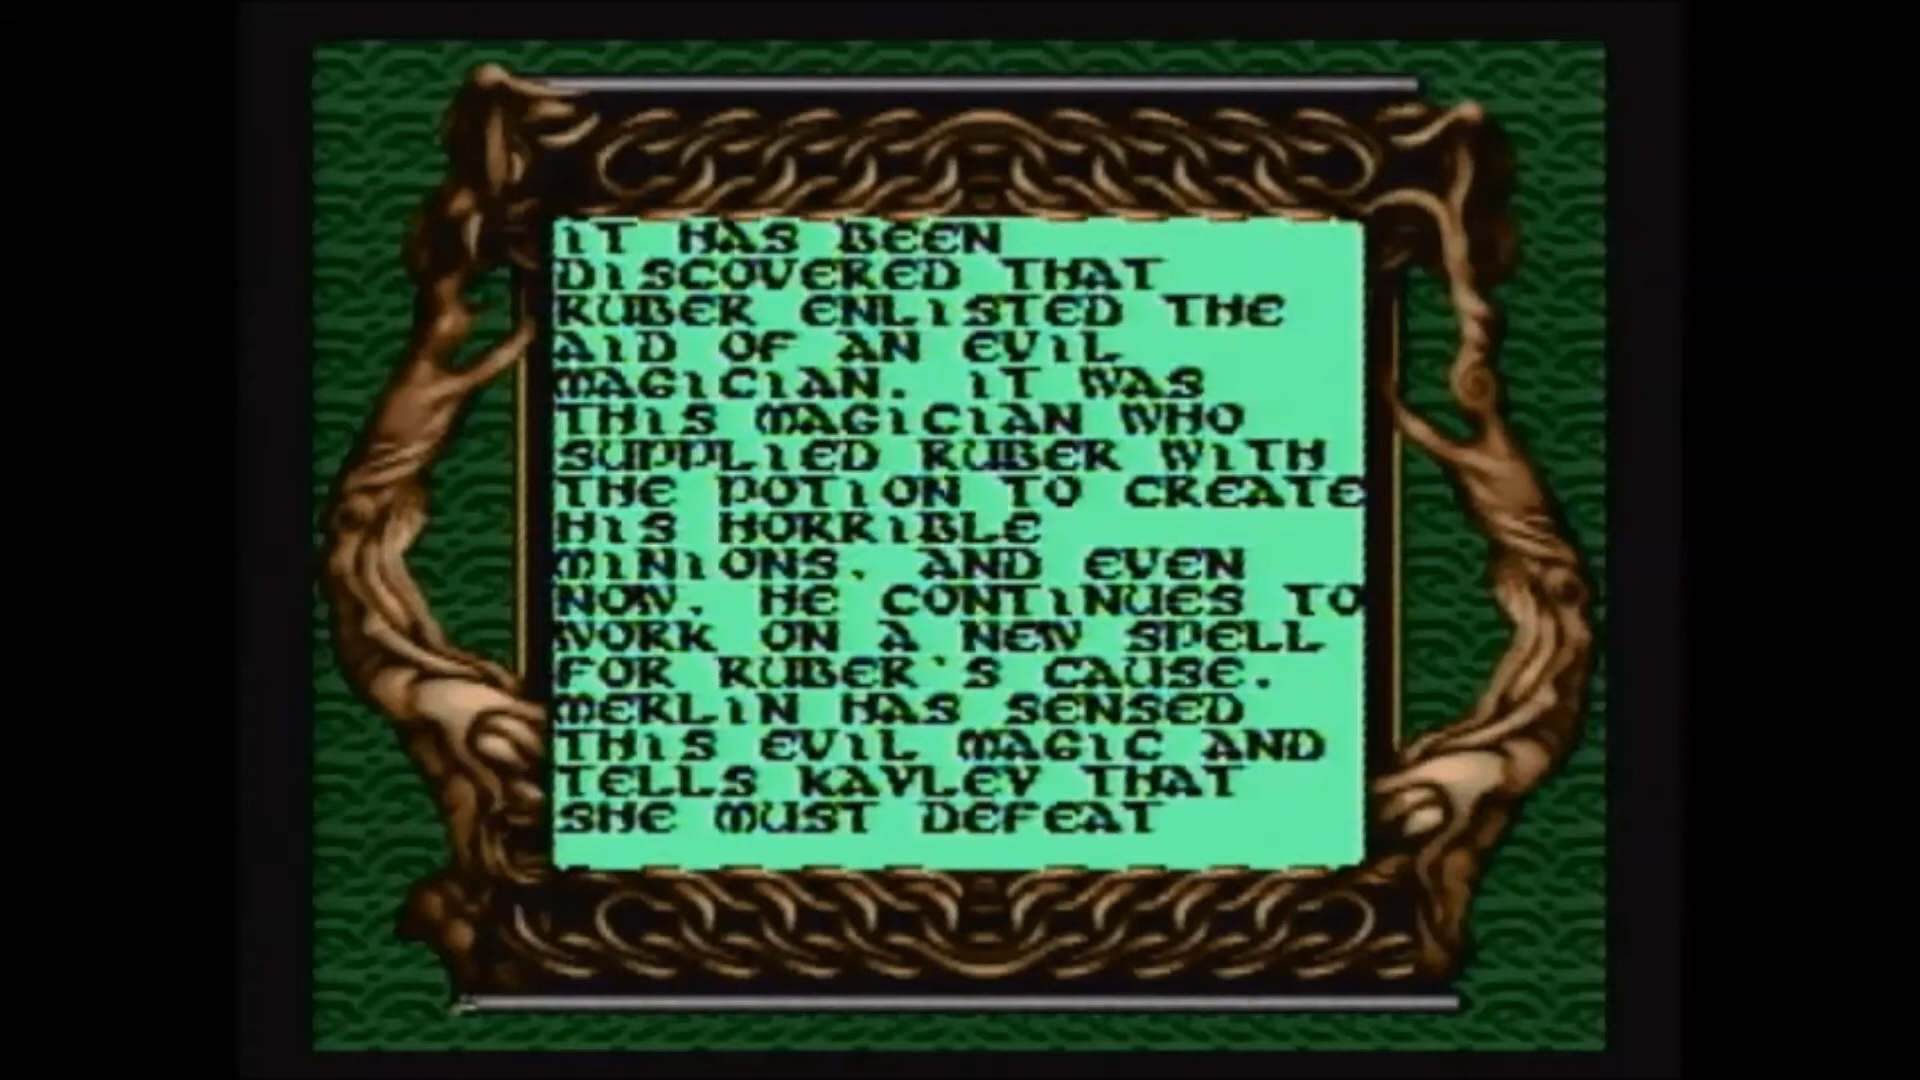 IT HAS BEEN
DISCOVERED THAT
RUBER ENLISTED THE
AID OF AN EVIL
MAGICIAN. IT WAS
THIS MAGICIAN WHO
SUPPLIED RUBER WITH
THE POTION TO CREATE
HIS HORRIBLE
MINIONS. AND EVEN
NOW. HE CONTINUES TO
WORK ON A NEW SPELL
FOR RUBER'S CAUSE.
MERLIN HAS SENSED
THIS EVIL MAGIC AND
TELLS KAYLEY THAT
SHE MUST DEFEAT